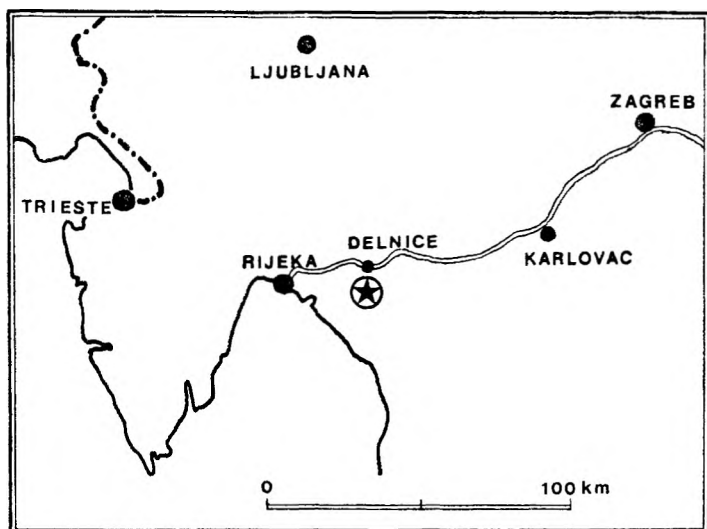 LJUBLJANA
ZAGREB
TRIESTE
DELNICE
RIJEKA
KARLOVAC
0 100 km